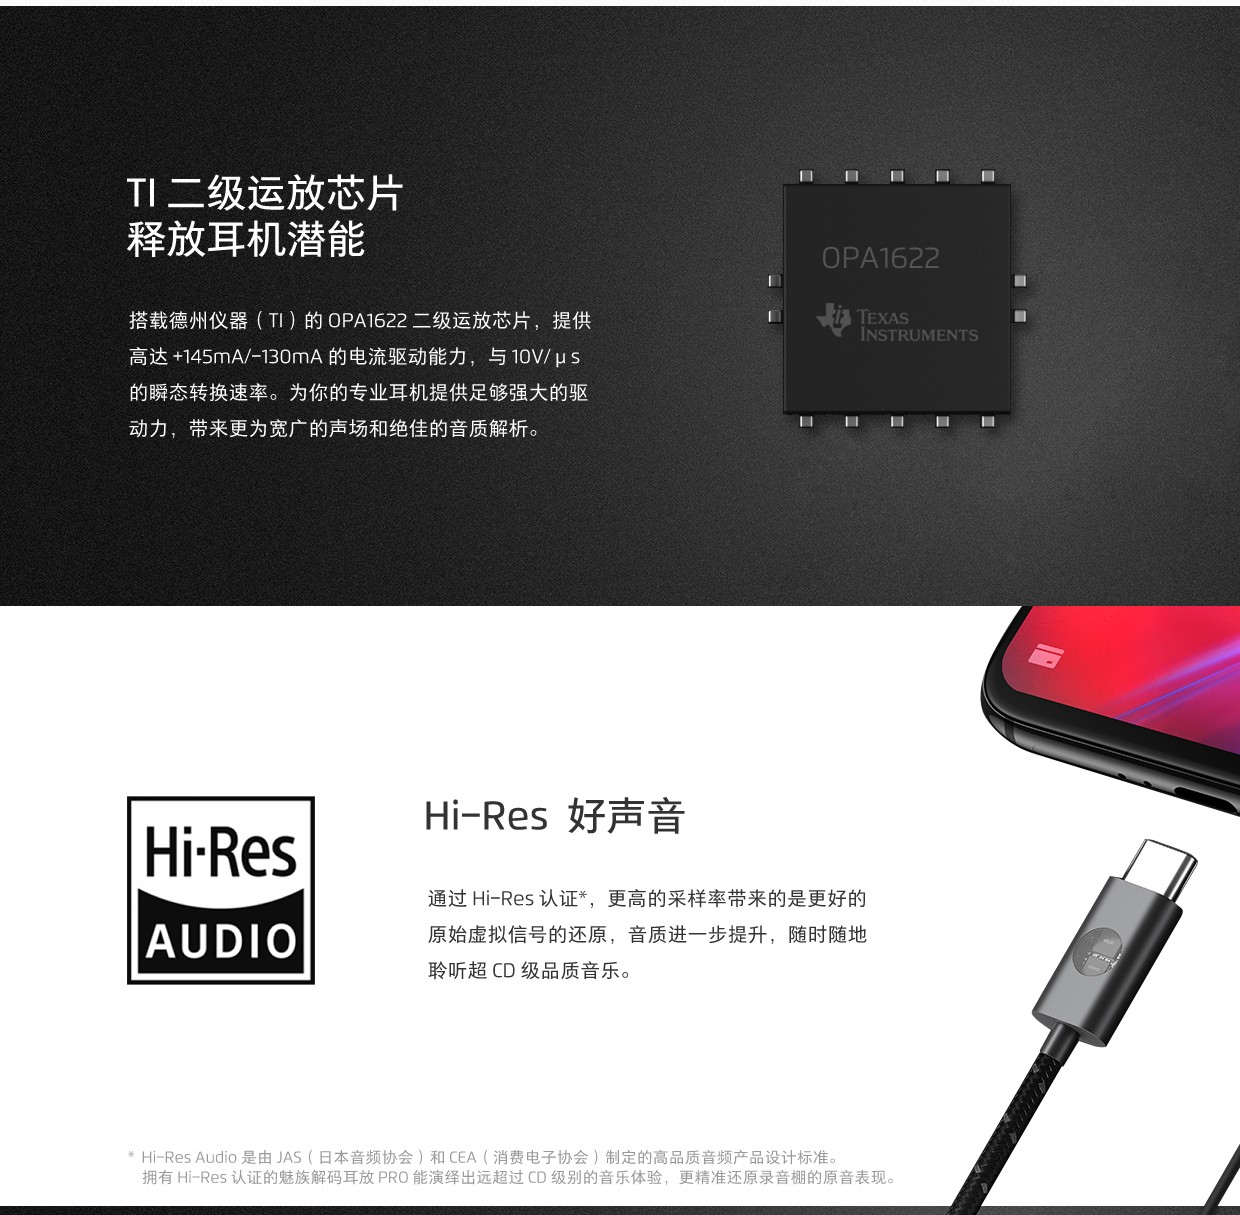 TI 二级运放芯片
释放耳机潜能
搭载德州仪器（TI）的 OPA1622 二级运放芯片，提供
高达 +145mA/-130mA 的电流驱动能力，与 10V/μs
的瞬态转换速率。为你的专业耳机提供足够强大的驱
动力，带来更为宽广的声场和绝佳的音质解析。
OPA1622
TEXAS
INSTRUMENTS
Hi-Res
AUDIO
Hi-Res 好声音
通过 Hi-Res 认证*，更高的采样率带来的是更好的
原始虚拟信号的还原，音质进一步提升，随时随地
聆听超 CD 级品质音乐。
* Hi-Res Audio 是由 JAS（日本音频协会）和 CEA（消费电子协会）制定的高品质音频产品设计标准。
拥有 Hi-Res 认证的魅族解码耳放 PRO 能演绎出远超过 CD 级别的音乐体验，更精准还原录音棚的原音表现。